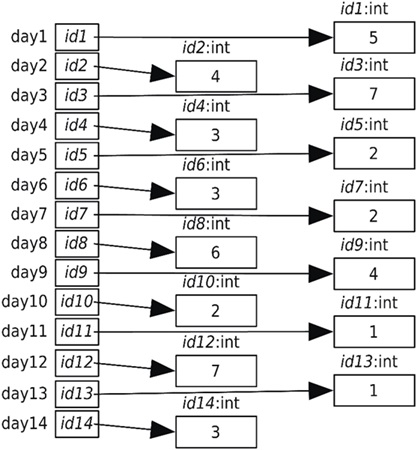 id1:int
day1 id1 5
id2:int
day2 id2 4
id3:int
day3 id3 7
id4:int
day4 id4 3
id5:int
day5 id5 2
id6:int
day6 id6 3
id7:int
day7 id7 2
id8:int
day8 id8 6
id9:int
day9 id9 4
id10:int
day10 id10 2
id11:int
day11 id11 1
id12:int
day12 id12 7
id13:int
day13 id13 1
id14:int
day14 id14 3